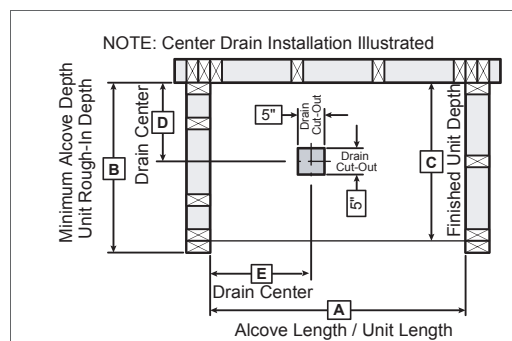 NOTE: Center Drain Installation Illustrated
Minimum Alcove Depth
Unit Rough-In Depth
B
D
Drain Center
5"
Drain
Cut-Out
Drain
Cut-Out
5"
C
Finished Unit Depth
E
Drain Center
A
Alcove Length / Unit Length